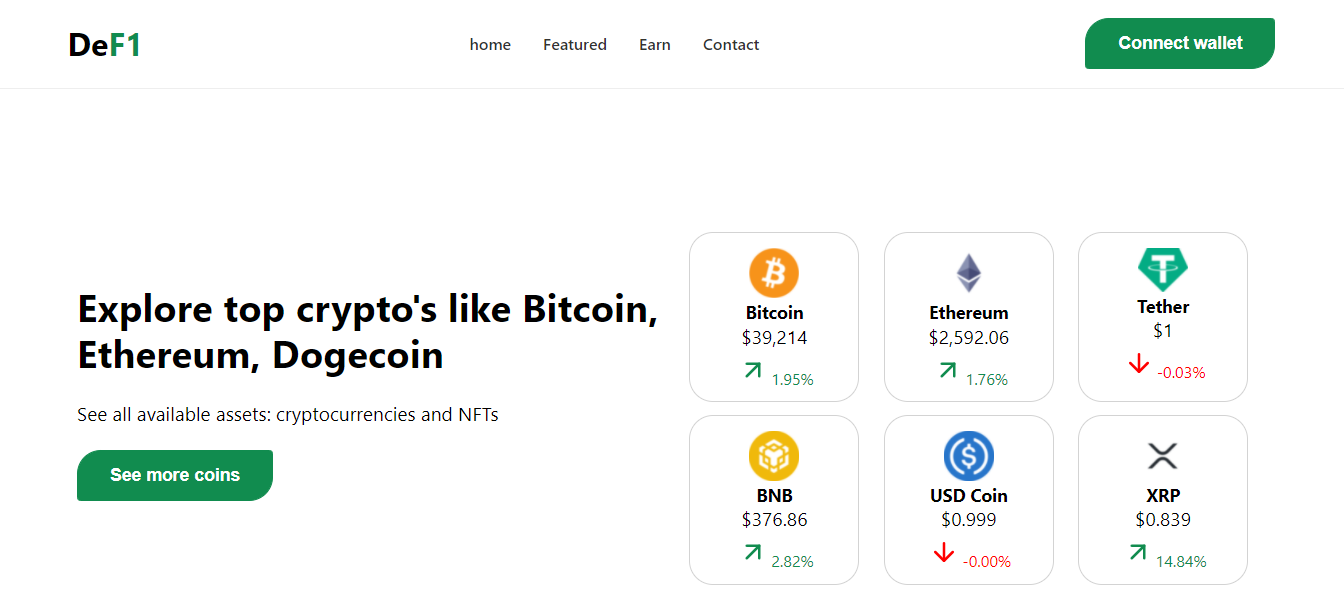 DeF1
home Featured Earn Contact
Connect wallet
Explore top crypto's like Bitcoin,
Ethereum, Dogecoin
See all available assets: cryptocurrencies and NFTs
See more coins
Bitcoin
$39,214
1.95%
Ethereum
$2,592.06
1.76%
Tether
$1
-0.03%
BNB
$376.86
2.82%
USD Coin
$0.999
-0.00%
XRP
$0.839
14.84%